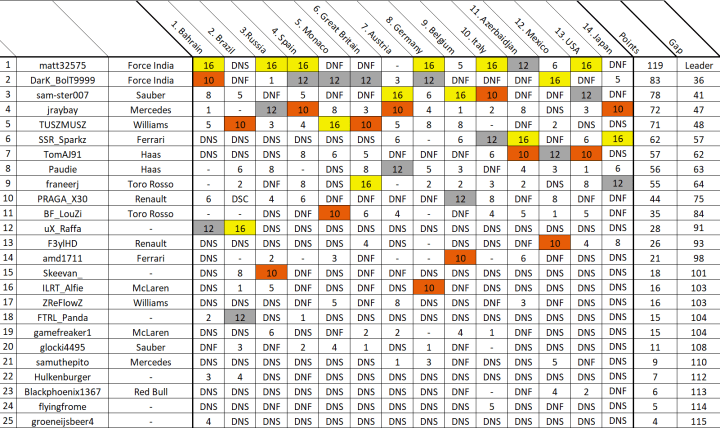 1. Bahrain 2. Brazil 3.Russia 4. Spain 5. Monaco 6. Great Britain 7. Austria 8. Germany 9. Belgum 10. Italy 11. Azerbaidjan 12. Mexico 13. USA 14. Japan Points Gap
1 matt32575 Force India 16 DNS 16 16 DNF DNF - 16 5 16 12 6 16 DNF 119 Leader
2 DarK_BolT9999 Force India 10 DNF 1 12 12 12 3 12 DNF DNF DNF 16 DNF 5 83 36
3 sam-ster007 Sauber 8 5 DNF 5 DNF DNF 16 DNF 16 10 DNF DNF 12 DNF 78 41
4 jraybay Mercedes 1 - 12 10 8 3 10 4 1 2 8 DNS 3 10 72 47
5 TUSZMUSZ Williams 5 10 3 4 16 10 - 8 8 - DNF 2 DNS DNS 71 48
6 SSR_Sparkz Ferrari DNS DNS DNS DNS DNS DNS DNS DNS DNS 12 16 DNF 6 16 62 57
7 TomAJ91 Haas DNS DNS DNS 8 6 5 DNF DNF DNF DNF 10 12 10 DNS 57 62
8 Paudie Haas - 6 8 - DNS 8 12 DNF - DNF 4 3 1 6 56 63
9 franeerj Toro Rosso - 2 DNF 8 DNF 16 - 2 2 3 2 DNS 8 12 55 64
10 PRAGA_X30 Renault 6 DSC 4 6 DNF DNF DNF DNF 12 8 DNF 8 DNF DNF 44 75
11 BF_LouZi Toro Rosso - - DNS DNS 10 6 4 - DNF 4 5 1 5 DNF 35 84
12 uX_Raffa - 12 16 DNS DNS DNS DNS DNS DNS DNS DNS DNS DNS DNS DNS 28 91
13 F3ylHD Renault DNS DNS DNS DNS DNS 4 DNS - DNS DNS DNS 10 4 8 26 93
14 amd1711 Ferrari DNS - 2 - 3 DNF - DNF 10 - 6 DNF DNF DNF 21 98
15 Skeevan_ - - 8 10 DNS DNS DNS DNS DNS DNS DNS DNS DNS DNS DNS 18 101
16 ILRT_Alfie McLaren DNS 1 5 DNF DNF DNS DNS 10 DNS DNS DNS DNS DNS DNS 16 103
17 ZReFlowZ Williams DNS DNS DNS DNS 2 DNF 8 DNS DNS DNF 3 DNF DNS DNS 16 103
18 FTRL_Panda - 2 12 DNS 1 DNS DNS DNS DNS DNS DNS DNS DNS DNS DNS 15 104
19 gamefreaker1 McLaren DNS DNS 6 DNS DNF 2 2 - 4 1 DNF DNF DNF DNF 15 104
20 glocki4495 Sauber DNF 3 DNF 2 4 1 DNS 1 DNF - DNS DNS DNS DNS 11 108
21 samuthepito Mercedes DNS DNS DNS DNS DNS DNS 1 3 DNF DNS DNS 5 DNF DNS 9 110
22 Hulkenburger - 3 4 DNS DNS DNS DNS DNS DNS DNS DNS DNS DNS DNS DNS 7 112
23 Blackphoenix1367 Red Bull DNS DNS DNS DNS DNS DNS DNS DNS DNS - DNF 4 2 DNF 6 113
24 flyingfrome - DNS DNS DNF DNS DNS DNS DNS DNS DNS 5 DNS DNS DNS DNF 5 114
25 groeneijsbeer4 - 4 DNS DNS DNS DNS DNS DNS DNS DNS DNS DNS DNS DNS DNS 4 115